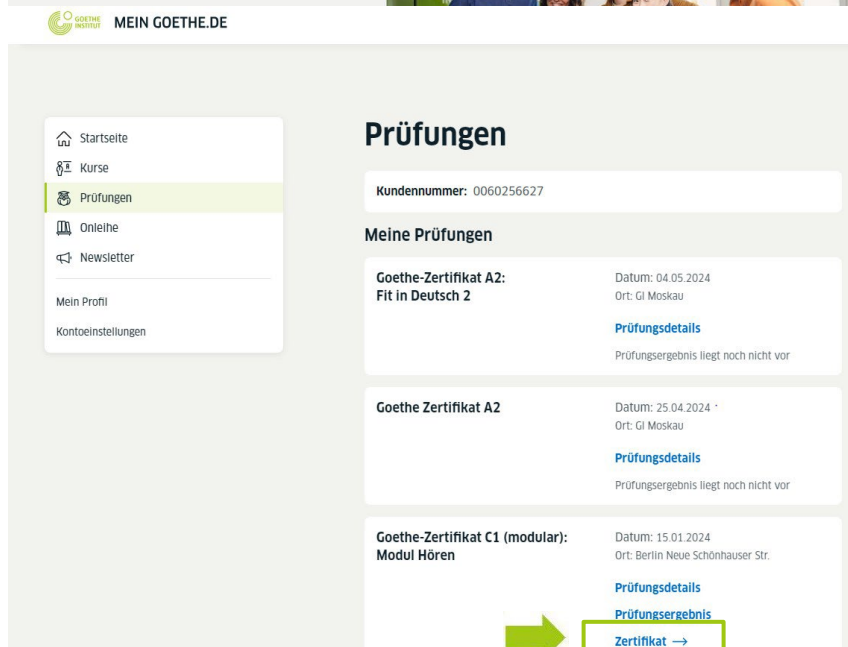 GOETHE
INSTITUT
MEIN GOETHE.DE
Startseite
Kurse
Prüfungen
Onleihe
Newsletter
Mein Profil
Kontoeinstellungen
Prüfungen
Kundennummer: 0060256627
Meine Prüfungen
Goethe-Zertifikat A2:
Fit in Deutsch 2
Datum: 04.05.2024
Ort: GI Moskau
Prüfungsdetails
Prüfungsergebnis liegt noch nicht vor
Goethe Zertifikat A2
Datum: 25.04.2024
Ort: GI Moskau
Prüfungsdetails
Prüfungsergebnis liegt noch nicht vor
Goethe-Zertifikat C1 (modular):
Modul Hören
Datum: 15.01.2024
Ort: Berlin Neue Schönhauser Str.
Prüfungsdetails
Prüfungsergebnis
Zertifikat →